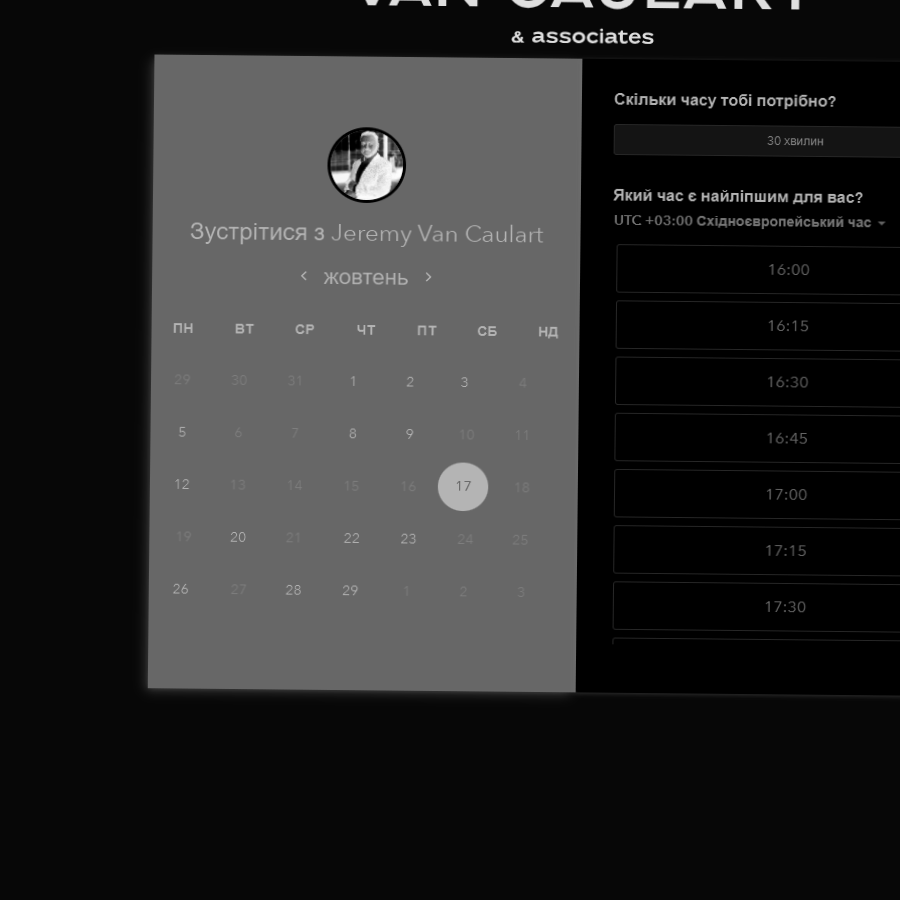 VAN CAULART
& associates
Зустрітися з Jeremy Van Caulart
жовтень
ПН ВТ СР ЧТ ПТ СБ НД
29 30 31 1 2 3 4
5 6 7 8 9 10 11
12 13 14 15 16 17 18
19 20 21 22 23 24 25
26 27 28 29 1 2 3
Скільки часу тобі потрібно?
30 хвилин
Який час є найліпшим для вас?
UTC +03:00 Східноєвропейський час
16:00
16:15
16:30
16:45
17:00
17:15
17:30